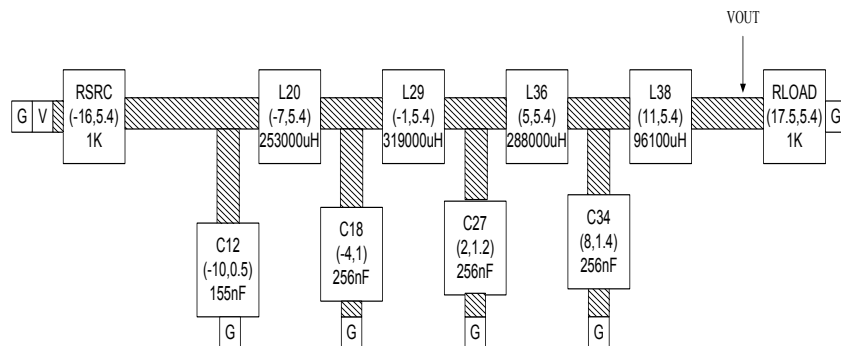 VOUT
G V
RSRC
(-16,5.4)
1K
L20
(-7,5.4)
253000uH
L29
(-1,5.4)
319000uH
L36
(5,5.4)
288000uH
L38
(11,5.4)
96100uH
RLOAD
(17.5,5.4)
1K
G
C12
(-10,0.5)
155nF
G
C18
(-4,1)
256nF
G
C27
(2,1.2)
256nF
G
C34
(8,1.4)
256nF
G